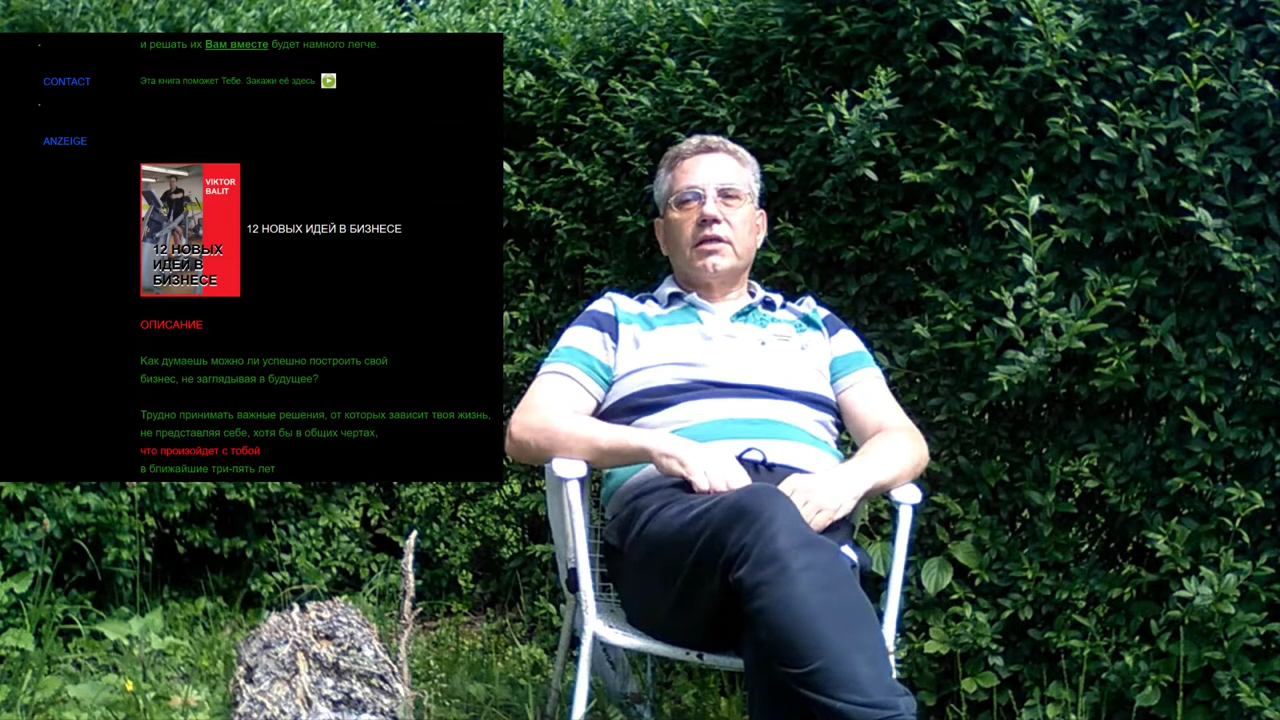 и решать их Вам вместе будет намного легче.
CONTACT
Эта книга поможет Тебе. Закажи её здесь
ANZEIGE
VIKTOR
BALIT
12 НОВЫХ
ИДЕЙ В
БИЗНЕСЕ
12 НОВЫХ ИДЕЙ В БИЗНЕСЕ
ОПИСАНИЕ
Как думаешь можно ли успешно построить свой
бизнес, не заглядывая в будущее?
Трудно принимать важные решения, от которых зависит твоя жизнь,
не представляя себе, хотя бы в общих чертах,
что произойдет с тобой
в ближайшие три-пять лет